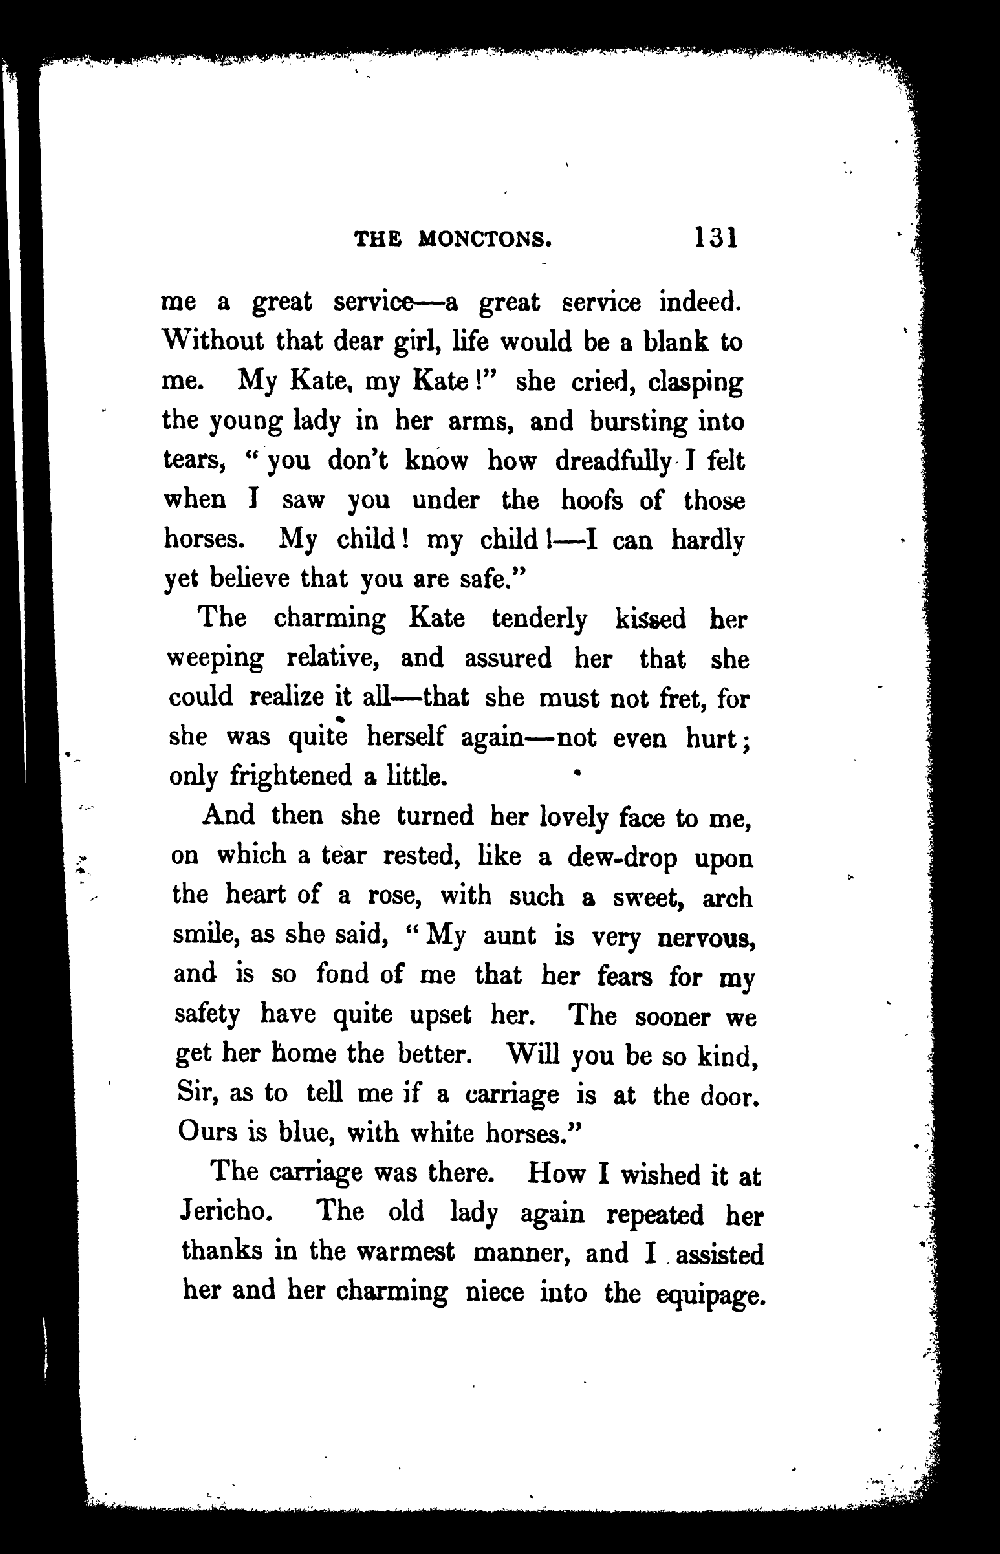 THE MONCTONS. 131
me a great service—a great service indeed.
Without that dear girl, life would be a blank to
me. My Kate, my Kate!” she cried, clasping
the young lady in her arms, and bursting into
tears, “you don’t know how dreadfully I felt
when I saw you under the hoofs of those
horses. My child! my child!—I can hardly
yet believe that you are safe.”
The charming Kate tenderly kissed her
weeping relative, and assured her that she
could realize it all—that she must not fret, for
she was quite herself again—not even hurt;
only frightened a little.
And then she turned her lovely face to me,
on which a tear rested, like a dew-drop upon
the heart of a rose, with such a sweet, arch
smile, as she said, “My aunt is very nervous,
and is so fond of me that her fears for my
safety have quite upset her. The sooner we
get her home the better. Will you be so kind,
Sir, as to tell me if a carriage is at the door.
Ours is blue, with white horses.”
The carriage was there. How I wished it at
Jericho. The old lady again repeated her
thanks in the warmest manner, and I assisted
her and her charming niece into the equipage.